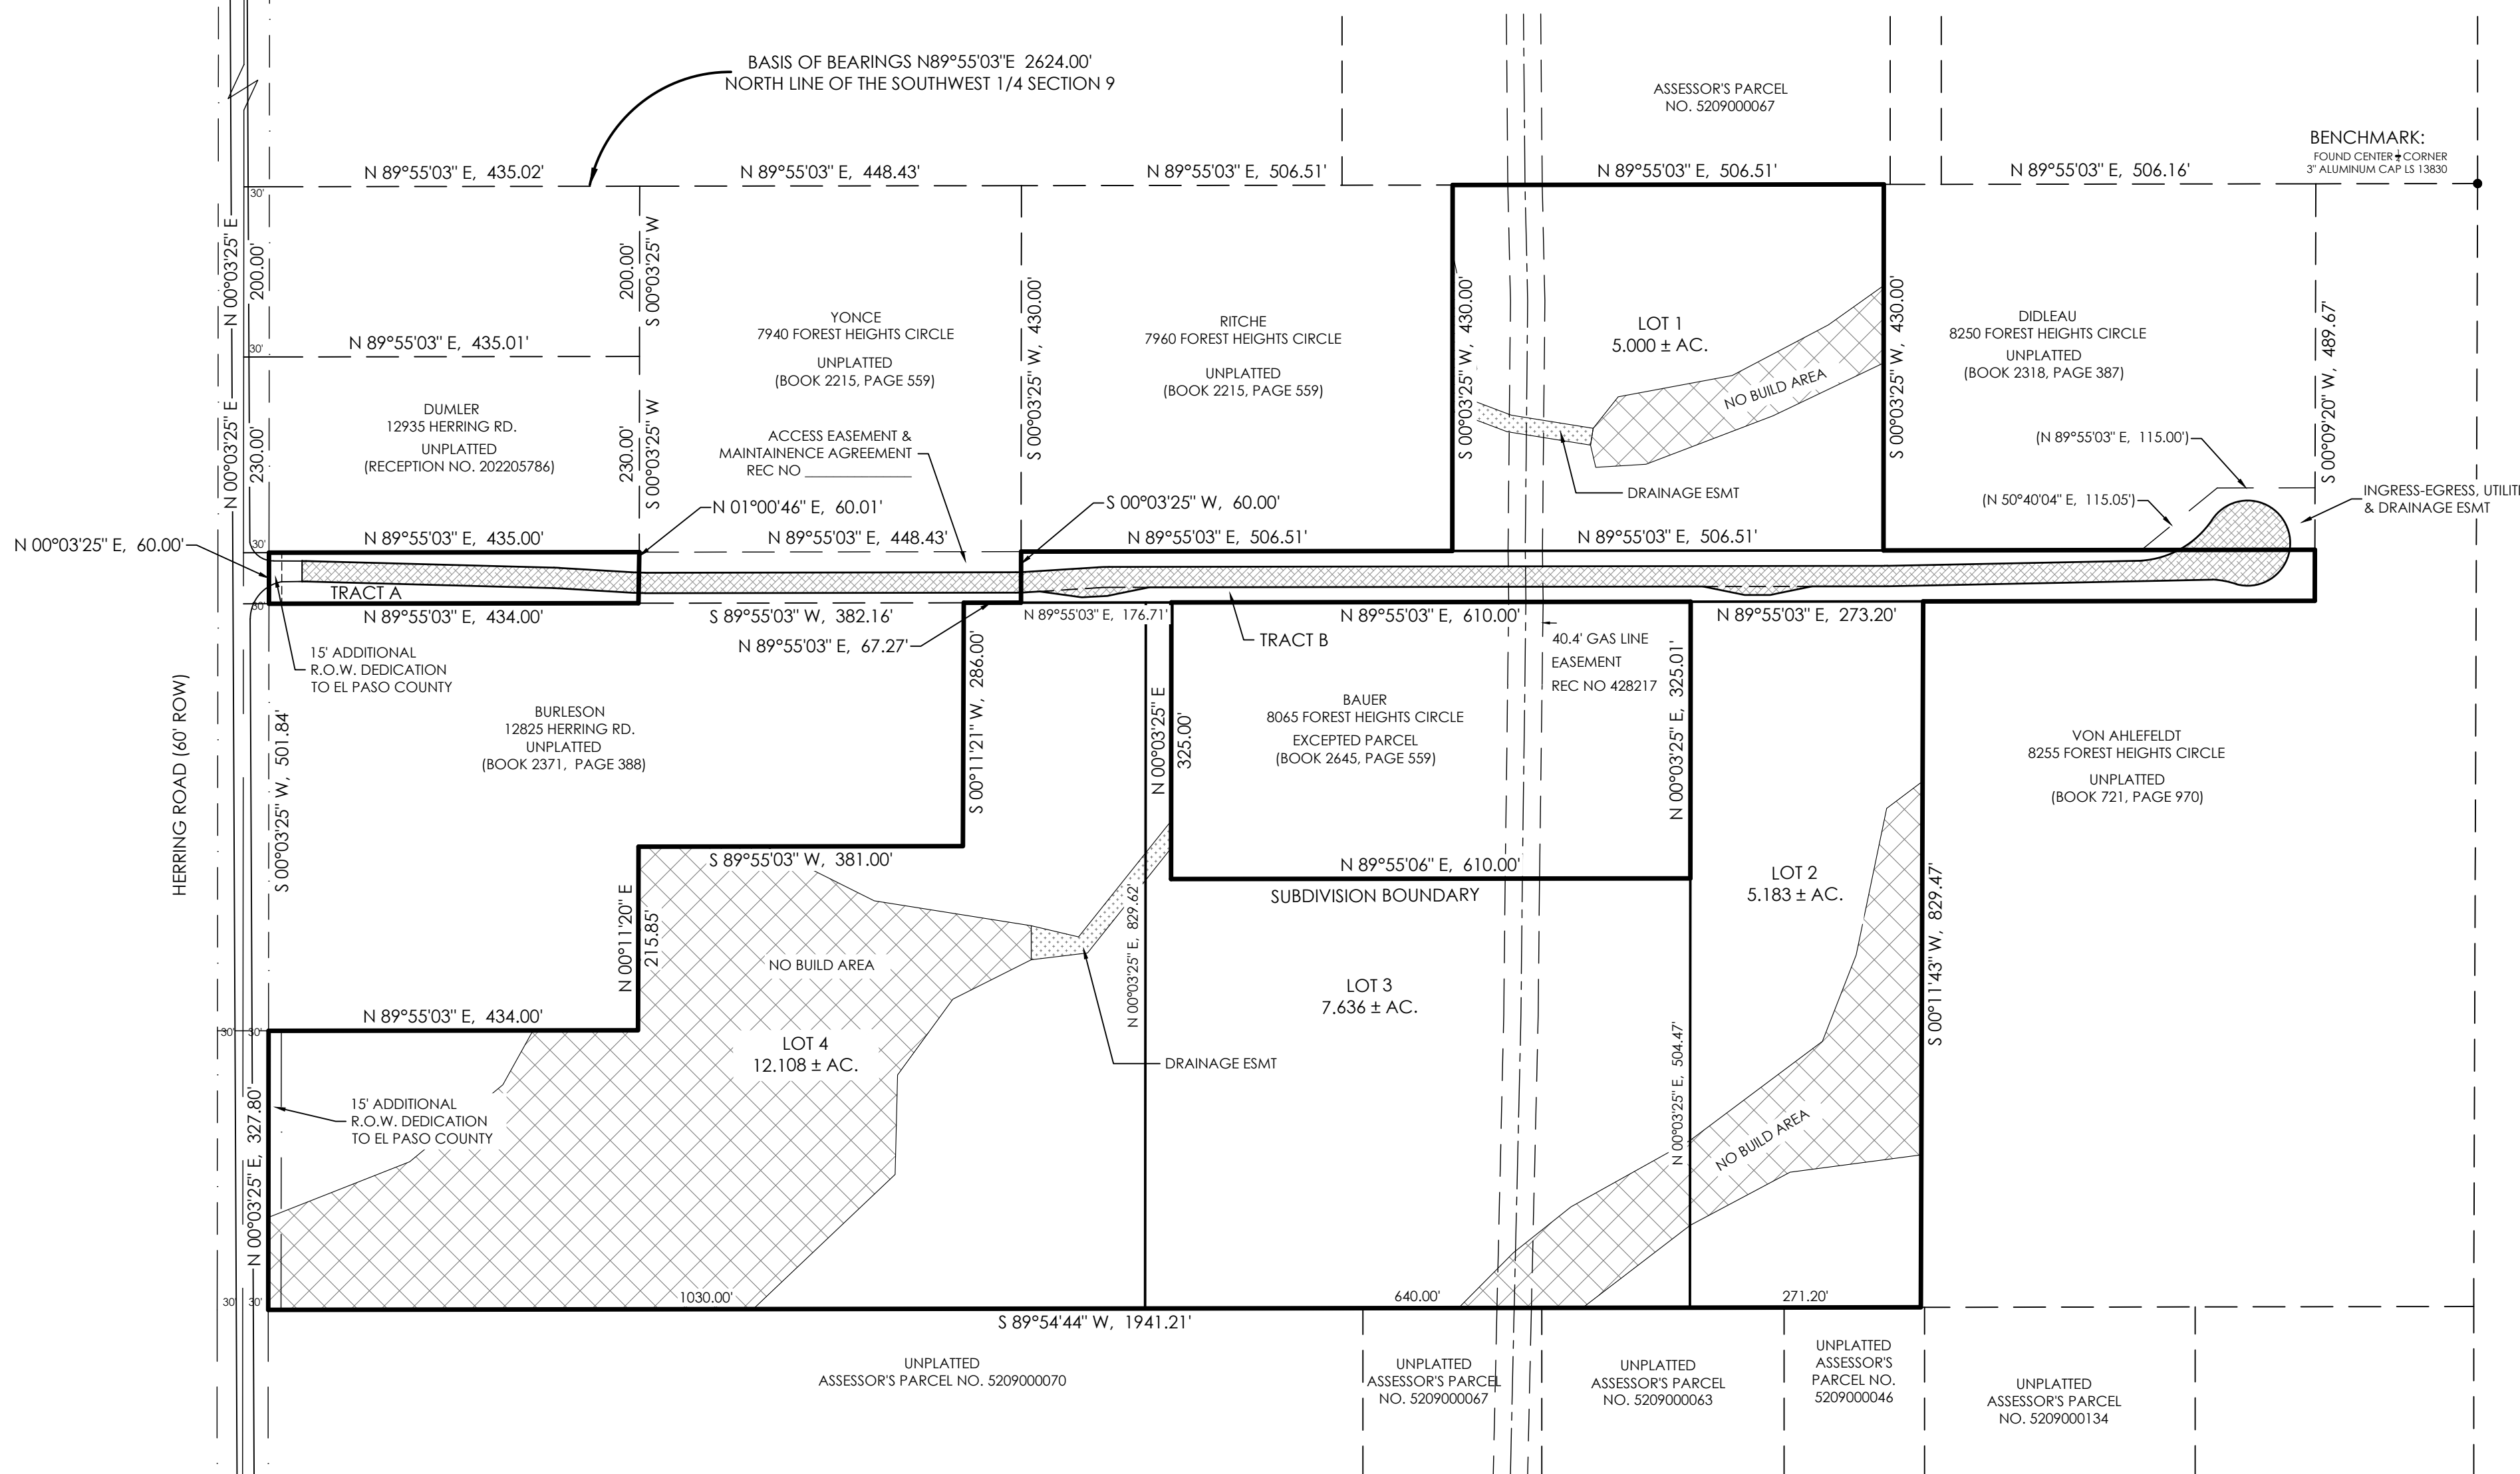 BASIS OF BEARINGS N89°55'03"E 2624.00'
NORTH LINE OF THE SOUTHWEST 1/4 SECTION 9
ASSESSOR'S PARCEL
NO. 5209000067
BENCHMARK:
FOUND CENTER CORNER
3" ALUMINUM CAP LS 13830
N 89°55'03" E, 435.02'
N 89°55'03" E, 448.43'
N 89°55'03" E, 506.51'
N 89°55'03" E, 506.51'
N 89°55'03" E, 506.16'
30'
N 00°03'25" E
200.00'
200.00'
S 00°03'25" W
30'
N 89°55'03" E, 435.01'
YONCE
7940 FOREST HEIGHTS CIRCLE
UNPLATTED
(BOOK 2215, PAGE 559)
S 00°03'25" W, 430.00'
RITCHE
7960 FOREST HEIGHTS CIRCLE
UNPLATTED
(BOOK 2215, PAGE 559)
S 00°03'25" W, 430.00'
LOT 1
5.000 ± AC.
NO BUILD AREA
DRAINAGE ESMT
S 00°03'25" W, 430.00'
DIDLEAU
8250 FOREST HEIGHTS CIRCLE
UNPLATTED
(BOOK 2318, PAGE 387)
S 00°09'20" W, 489.67'
(N 89°55'03" E, 115.00')
(N 50°40'04" E, 115.05')
INGRESS-EGRESS, UTILIT
& DRAINAGE ESMT
N 00°03'25" E
230.00'
DUMLER
12935 HERRING RD.
UNPLATTED
(RECEPTION NO. 202205786)
230.00'
S 00°03'25" W
ACCESS EASEMENT &
MAINTAINENCE AGREEMENT
REC NO ______________
N 01°00'46" E, 60.01'
S 00°03'25" W, 60.00'
N 00°03'25" E, 60.00'
30'
N 89°55'03" E, 435.00'
N 89°55'03" E, 448.43'
N 89°55'03" E, 506.51'
N 89°55'03" E, 506.51'
TRACT A
30'
N 89°55'03" E, 434.00'
S 89°55'03" W, 382.16'
N 89°55'03" E, 176.71'
N 89°55'03" E, 610.00'
N 89°55'03" E, 273.20'
N 89°55'03" E, 67.27'
TRACT B
15' ADDITIONAL
R.O.W. DEDICATION
TO EL PASO COUNTY
40.4' GAS LINE
EASEMENT
REC NO 428217
HERRING ROAD (60' ROW)
S 00°03'25" W, 501.84'
BURLESON
12825 HERRING RD.
UNPLATTED
(BOOK 2371, PAGE 388)
S 00°11'21" W, 286.00'
N 00°03'25" E
325.00'
BAUER
8065 FOREST HEIGHTS CIRCLE
EXCEPTED PARCEL
(BOOK 2645, PAGE 559)
N 00°03'25" E, 325.01'
VON AHLEFELDT
8255 FOREST HEIGHTS CIRCLE
UNPLATTED
(BOOK 721, PAGE 970)
S 89°55'03" W, 381.00'
N 89°55'06" E, 610.00'
SUBDIVISION BOUNDARY
LOT 2
5.183 ± AC.
N 00°11'20" E
215.85'
NO BUILD AREA
N 00°03'25" E, 829.62'
S 00°11'43" W, 829.47'
LOT 3
7.636 ± AC.
N 89°55'03" E, 434.00'
30'
30'
LOT 4
12.108 ± AC.
DRAINAGE ESMT
N 00°03'25" E, 504.47'
NO BUILD AREA
N 00°03'25" E, 327.80'
15' ADDITIONAL
R.O.W. DEDICATION
TO EL PASO COUNTY
30'
30'
1030.00'
640.00'
271.20'
S 89°54'44" W, 1941.21'
UNPLATTED
ASSESSOR'S PARCEL NO. 5209000070
UNPLATTED
ASSESSOR'S PARCEL
NO. 5209000067
UNPLATTED
ASSESSOR'S PARCEL
NO. 5209000063
UNPLATTED
ASSESSOR'S
PARCEL NO.
5209000046
UNPLATTED
ASSESSOR'S PARCEL
NO. 5209000134